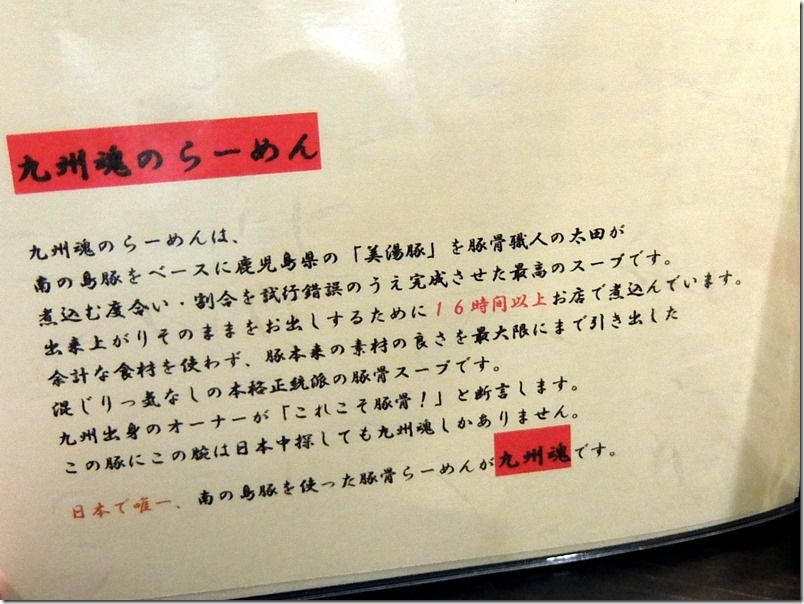 九州魂のらーめん
九州魂のらーめんは、
南の島豚をベースに鹿児島県の「美湯豚」を豚骨職人の太田が
煮込む度合い・割合を試行錯誤のうえ完成させた最高のスープです。
出来上がりそのままをお出しするために１６時間以上お店で煮込んでいます。
余計な食材を使わず、豚本来の素材の良さを最大限にまで引き出した
混じりっ気なしの本格正統派の豚骨スープです。
九州出身のオーナーが「これこそ豚骨！」と断言します。
この豚にこの腕は日本中探しても九州魂しかありません。
日本で唯一、南の島豚を使った豚骨らーめんが九州魂です。